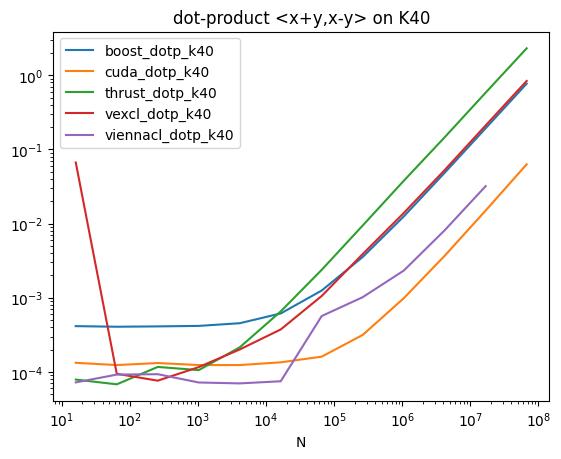 dot-product <x+y,x-y> on K40
boost_dotp_k40
cuda_dotp_k40
thrust_dotp_k40
vexcl_dotp_k40
viennacl_dotp_k40
10⁰
10⁻¹
10⁻²
10⁻³
10⁻⁴
10¹ 10² 10³ 10⁴ 10⁵ 10⁶ 10⁷ 10⁸
N